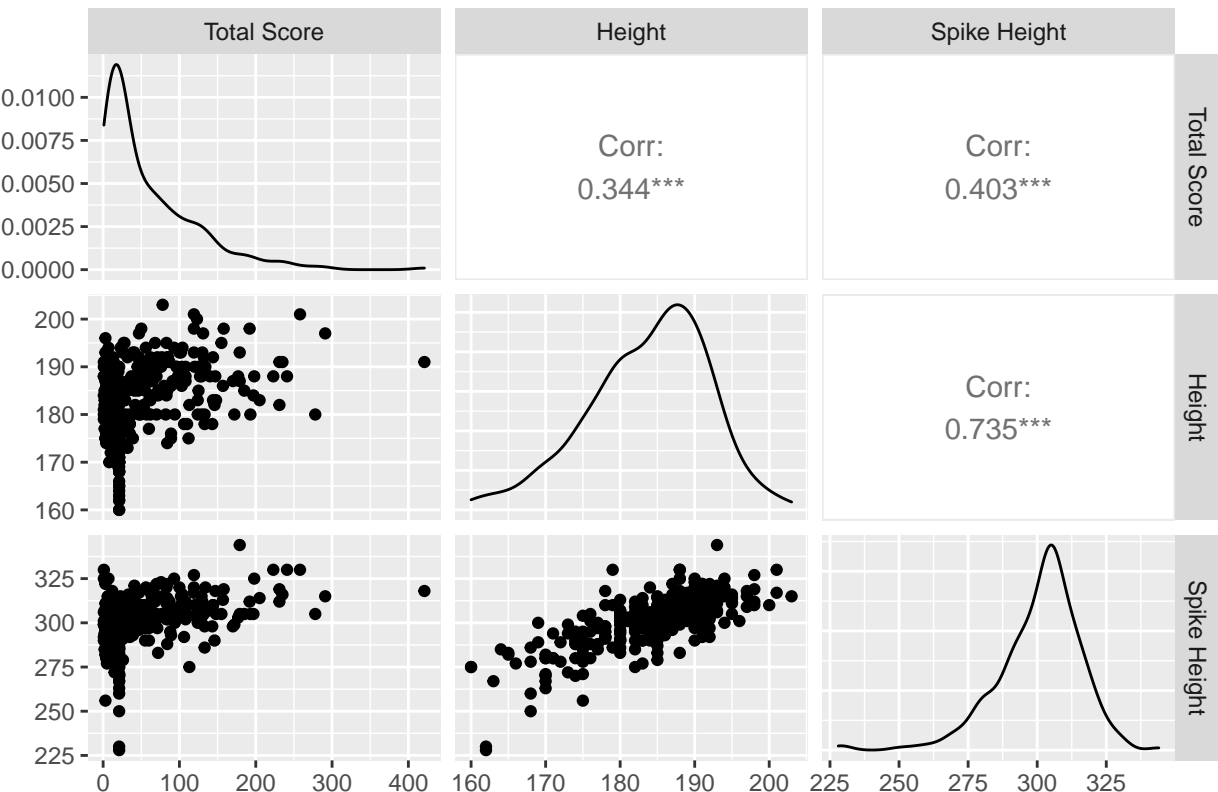 Total Score
Height
Spike Height
0.0100
0.0075
0.0050
0.0025
0.0000
Corr:
0.344***
Corr:
0.403***
Total Score
200
190
180
170
160
Corr:
0.735***
Height
325
300
275
250
225
Spike Height
0 100 200 300 400
160 170 180 190 200
225 250 275 300 325